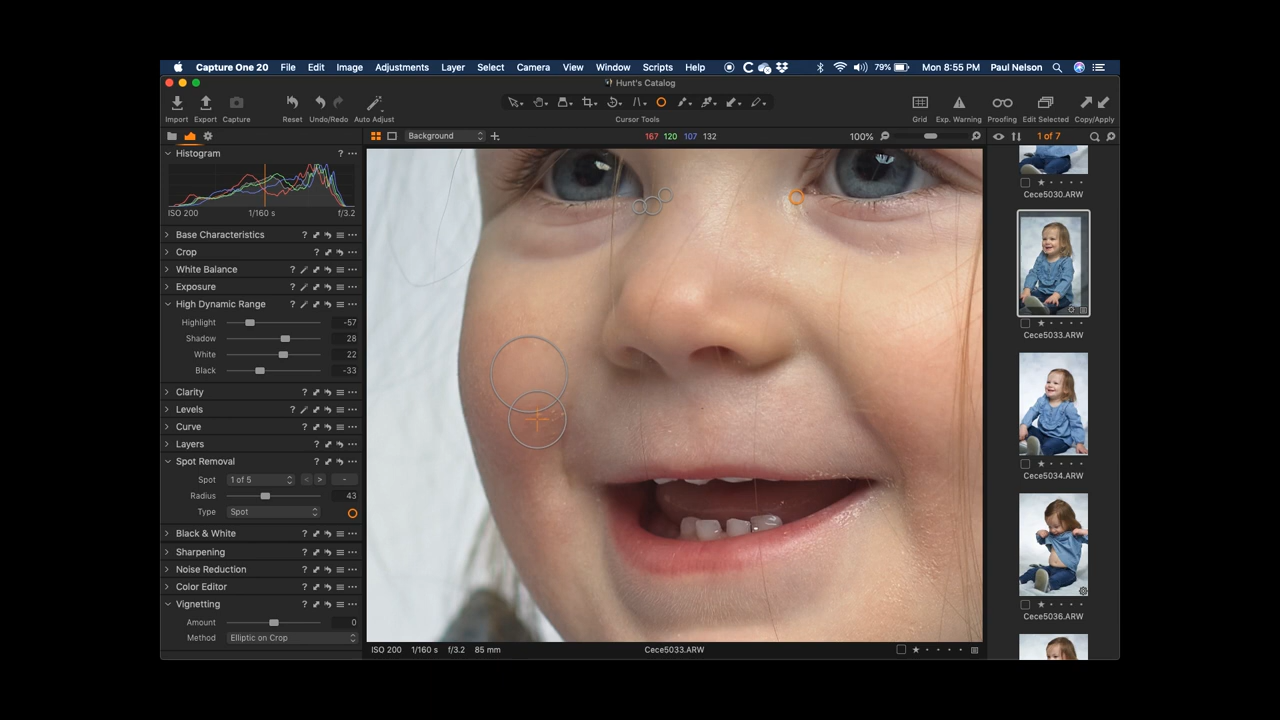 Capture One 20 File Edit Image Adjustments Layer Select Camera View Window Scripts Help 79% Mon 8:55 PM Paul Nelson
Hunt's Catalog
Import Export Capture Reset Undo/Redo Auto Adjust Cursor Tools Grid Exp. Warning Proofing Edit Selected Copy/Apply
Background 167 120 107 132 100% 1 of 7
Histogram
ISO 200 1/160 s f/3.2
Base Characteristics
Crop
White Balance
Exposure
High Dynamic Range
Highlight -57
Shadow 28
White 22
Black -33
Clarity
Levels
Curve
Layers
Spot Removal
Spot 1 of 5
Radius 43
Type Spot
Black & White
Sharpening
Noise Reduction
Color Editor
Vignetting
Amount 0
Method Elliptic on Crop
ISO 200 1/160 s f/3.2 85 mm Cece5033.ARW
Cece5030.ARW
Cece5033.ARW
Cece5034.ARW
Cece5036.ARW